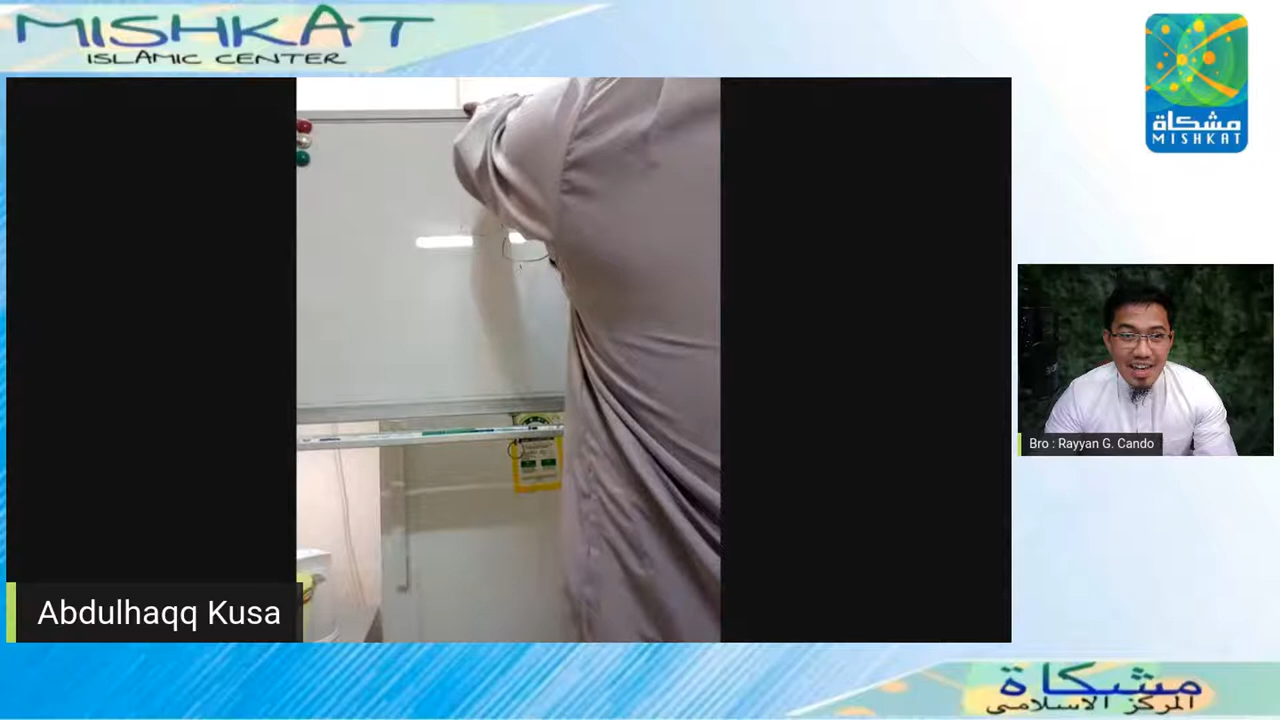 MISHKAT
ISLAMIC CENTER
مشكاة
MISHKAT
Bro : Rayyan G. Cando
Abdulhaqq Kusa
مشكاة
المركز الاسلامي